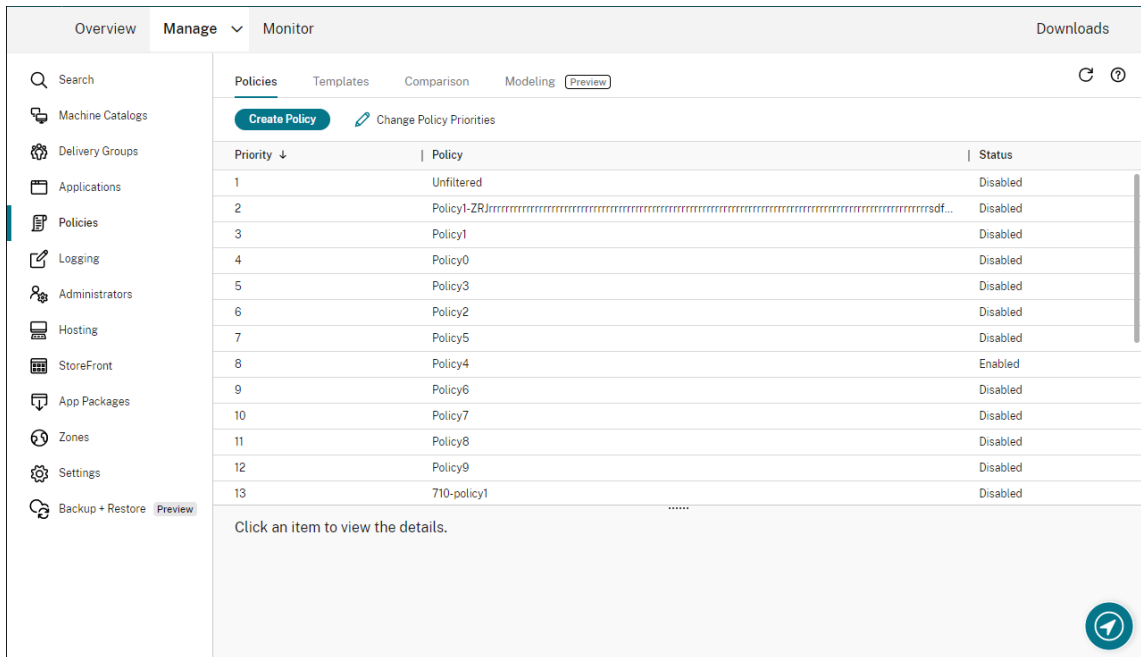 Overview Manage Monitor Downloads
Search
Machine Catalogs
Delivery Groups
Applications
Policies
Logging
Administrators
Hosting
StoreFront
App Packages
Zones
Settings
Backup + Restore Preview
Policies Templates Comparison Modeling Preview
Create Policy Change Policy Priorities
Priority ↓ Policy Status
1 Unfiltered Disabled
2 Disabled
3 Policy1 Disabled
4 Policy0 Disabled
5 Policy3 Disabled
6 Policy2 Disabled
7 Policy5 Disabled
8 Policy4 Enabled
9 Policy6 Disabled
10 Policy7 Disabled
11 Policy8 Disabled
12 Policy9 Disabled
13 710-policy1 Disabled
Click an item to view the details.